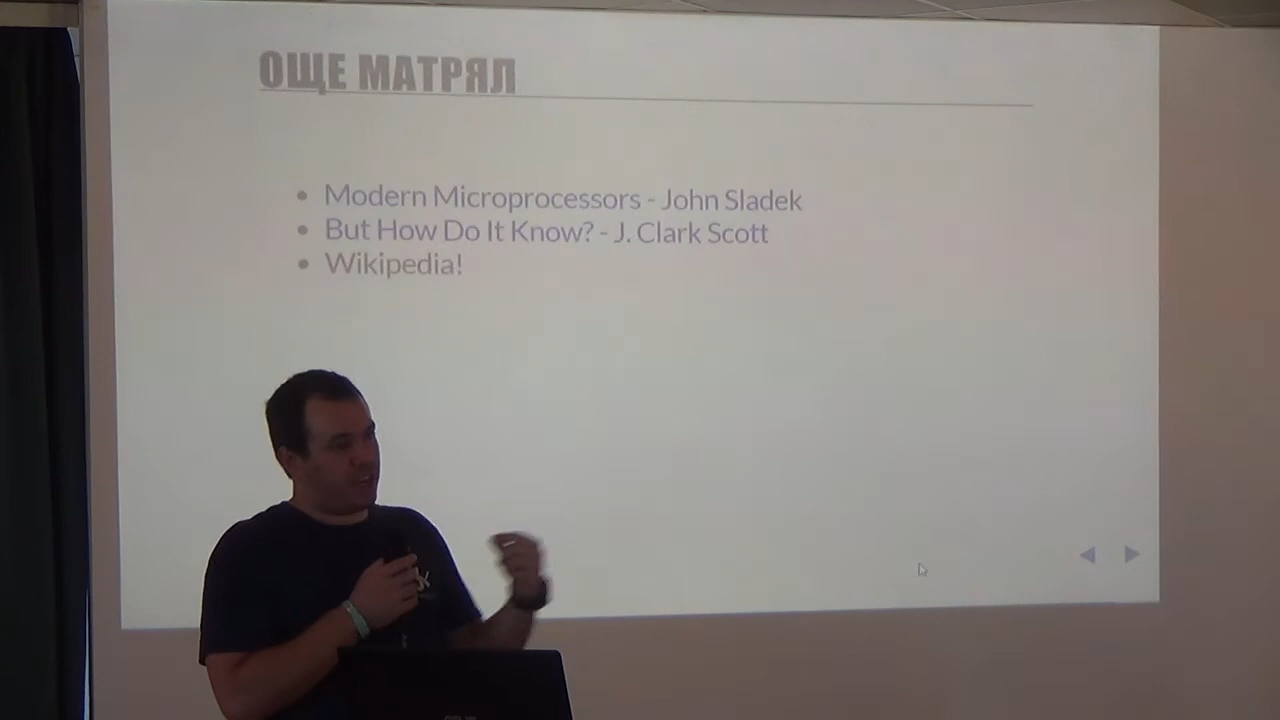 ОЩЕ МАТРЯЛ
Modern Microprocessors - John Sladek
But How Do It Know? - J. Clark Scott
Wikipedia!